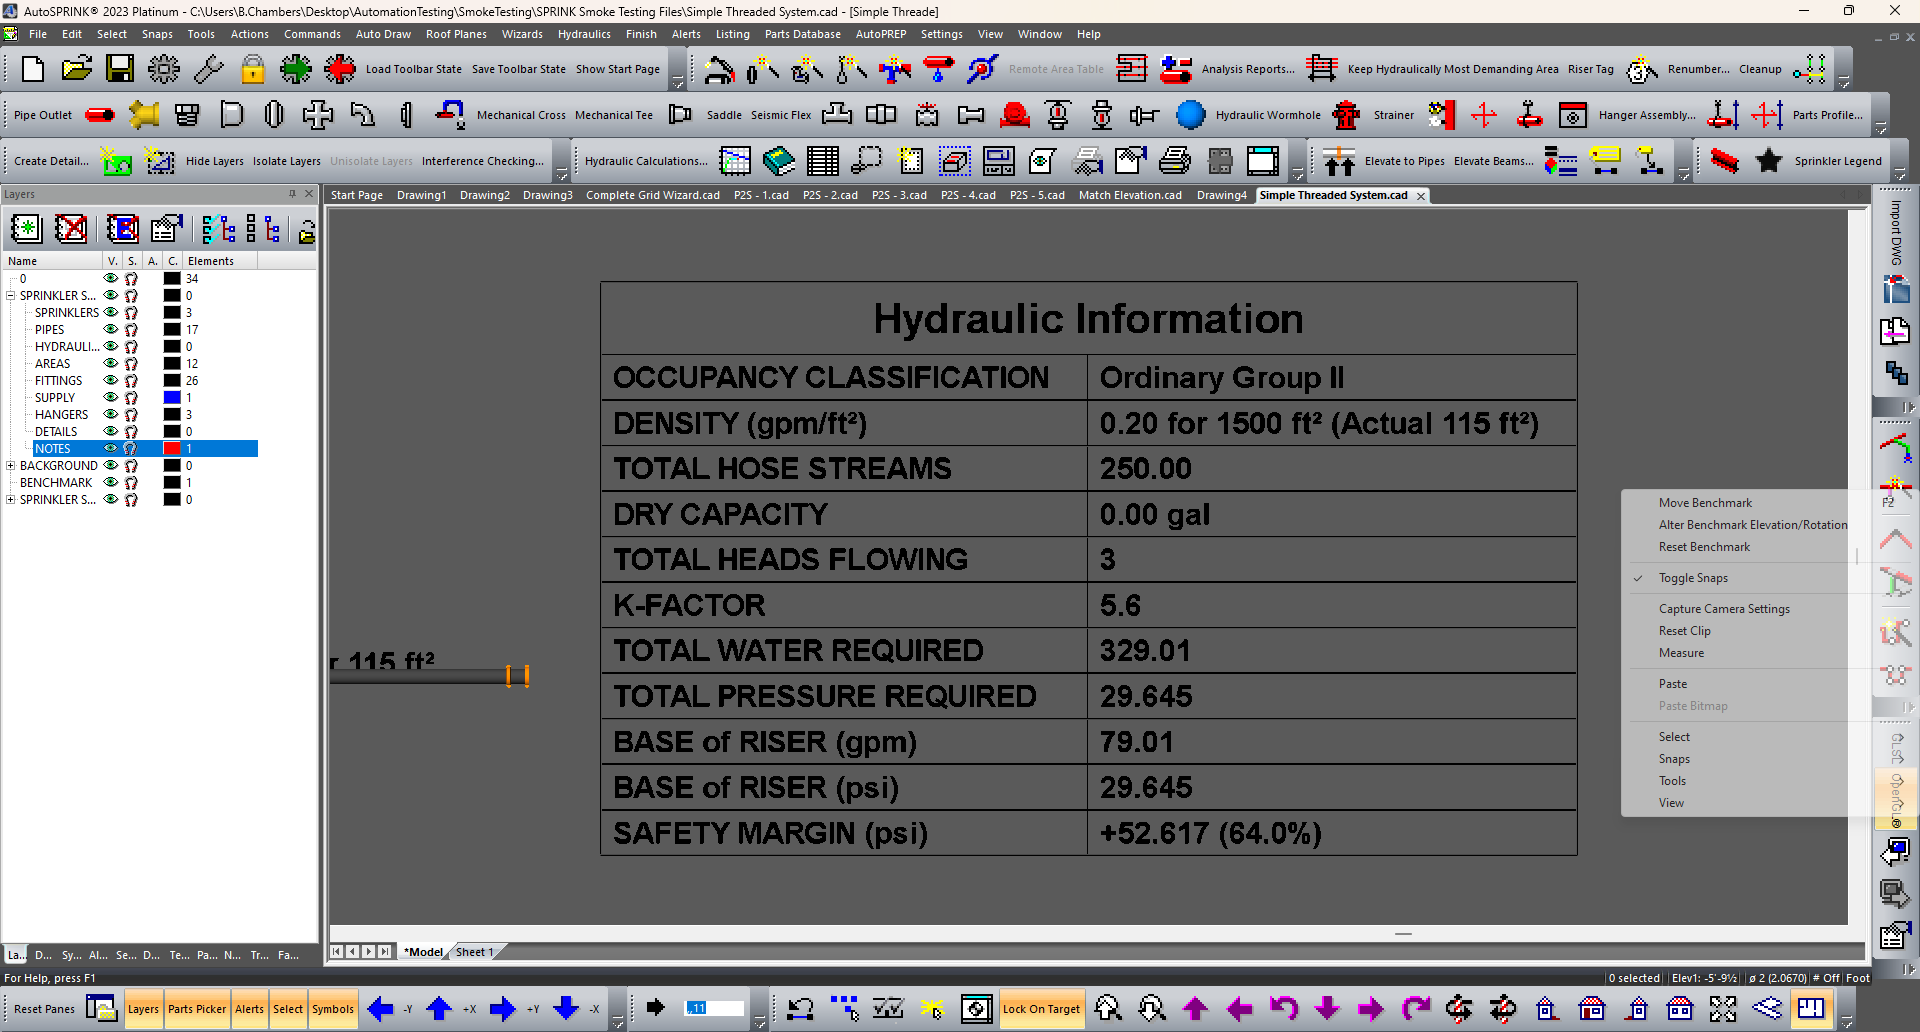 AutoSPRINK® 2023 Platinum - C:\Users\B.Chambers\Desktop\AutomationTesting\SmokeTesting\SPRINK Smoke Testing Files\Simple Threaded System.cad - [Simple Threade]
File Edit Select Snaps Tools Actions Commands Auto Draw Roof Planes Wizards Hydraulics Finish Alerts Listing Parts Database AutoPREP Settings View Window Help
Load Toolbar State Save Toolbar State Show Start Page Remote Area Table Analysis Reports... Keep Hydraulically Most Demanding Area Riser Tag Renumber... Cleanup
Pipe Outlet Mechanical Cross Mechanical Tee Saddle Seismic Flex Hydraulic Wormhole Strainer Hanger Assembly... Parts Profile...
Create Detail... Hide Layers Isolate Layers Unisolate Layers Interference Checking... Hydraulic Calculations... Elevate to Pipes Elevate Beams... Sprinkler Legend
Layers
Start Page Drawing1 Drawing2 Drawing3 Complete Grid Wizard.cad P2S - 1.cad P2S - 2.cad P2S - 3.cad P2S - 4.cad P2S - 5.cad Match Elevation.cad Drawing4 Simple Threaded System.cad
Name V. S. A. C. Elements
0 34
SPRINKLER S... 0
SPRINKLERS 3
PIPES 17
HYDRAULI... 0
AREAS 12
FITTINGS 26
SUPPLY 1
HANGERS 3
DETAILS 0
NOTES 1
BACKGROUND 0
BENCHMARK 1
SPRINKLER S... 0
r 115 ft²
Hydraulic Information
OCCUPANCY CLASSIFICATION Ordinary Group II
DENSITY (gpm/ft²) 0.20 for 1500 ft² (Actual 115 ft²)
TOTAL HOSE STREAMS 250.00
DRY CAPACITY 0.00 gal
TOTAL HEADS FLOWING 3
K-FACTOR 5.6
TOTAL WATER REQUIRED 329.01
TOTAL PRESSURE REQUIRED 29.645
BASE of RISER (gpm) 79.01
BASE of RISER (psi) 29.645
SAFETY MARGIN (psi) +52.617 (64.0%)
Import DWG
Move Benchmark F2
Alter Benchmark Elevation/Rotation
Reset Benchmark
Toggle Snaps
Capture Camera Settings
Reset Clip
Measure
Paste
Paste Bitmap
Select
Snaps
Tools
View
GLSL
OpenGL®
La... D... Sy... Al... Se... D... Te... Pa... N... Tr... Fa...
*Model Sheet 1
For Help, press F1
0 selected Elev1: -5'-9½ ø 2 (2.0670) # Off Foot
Reset Panes Layers Parts Picker Alerts Select Symbols -Y +X +Y -X ,,11 Lock On Target